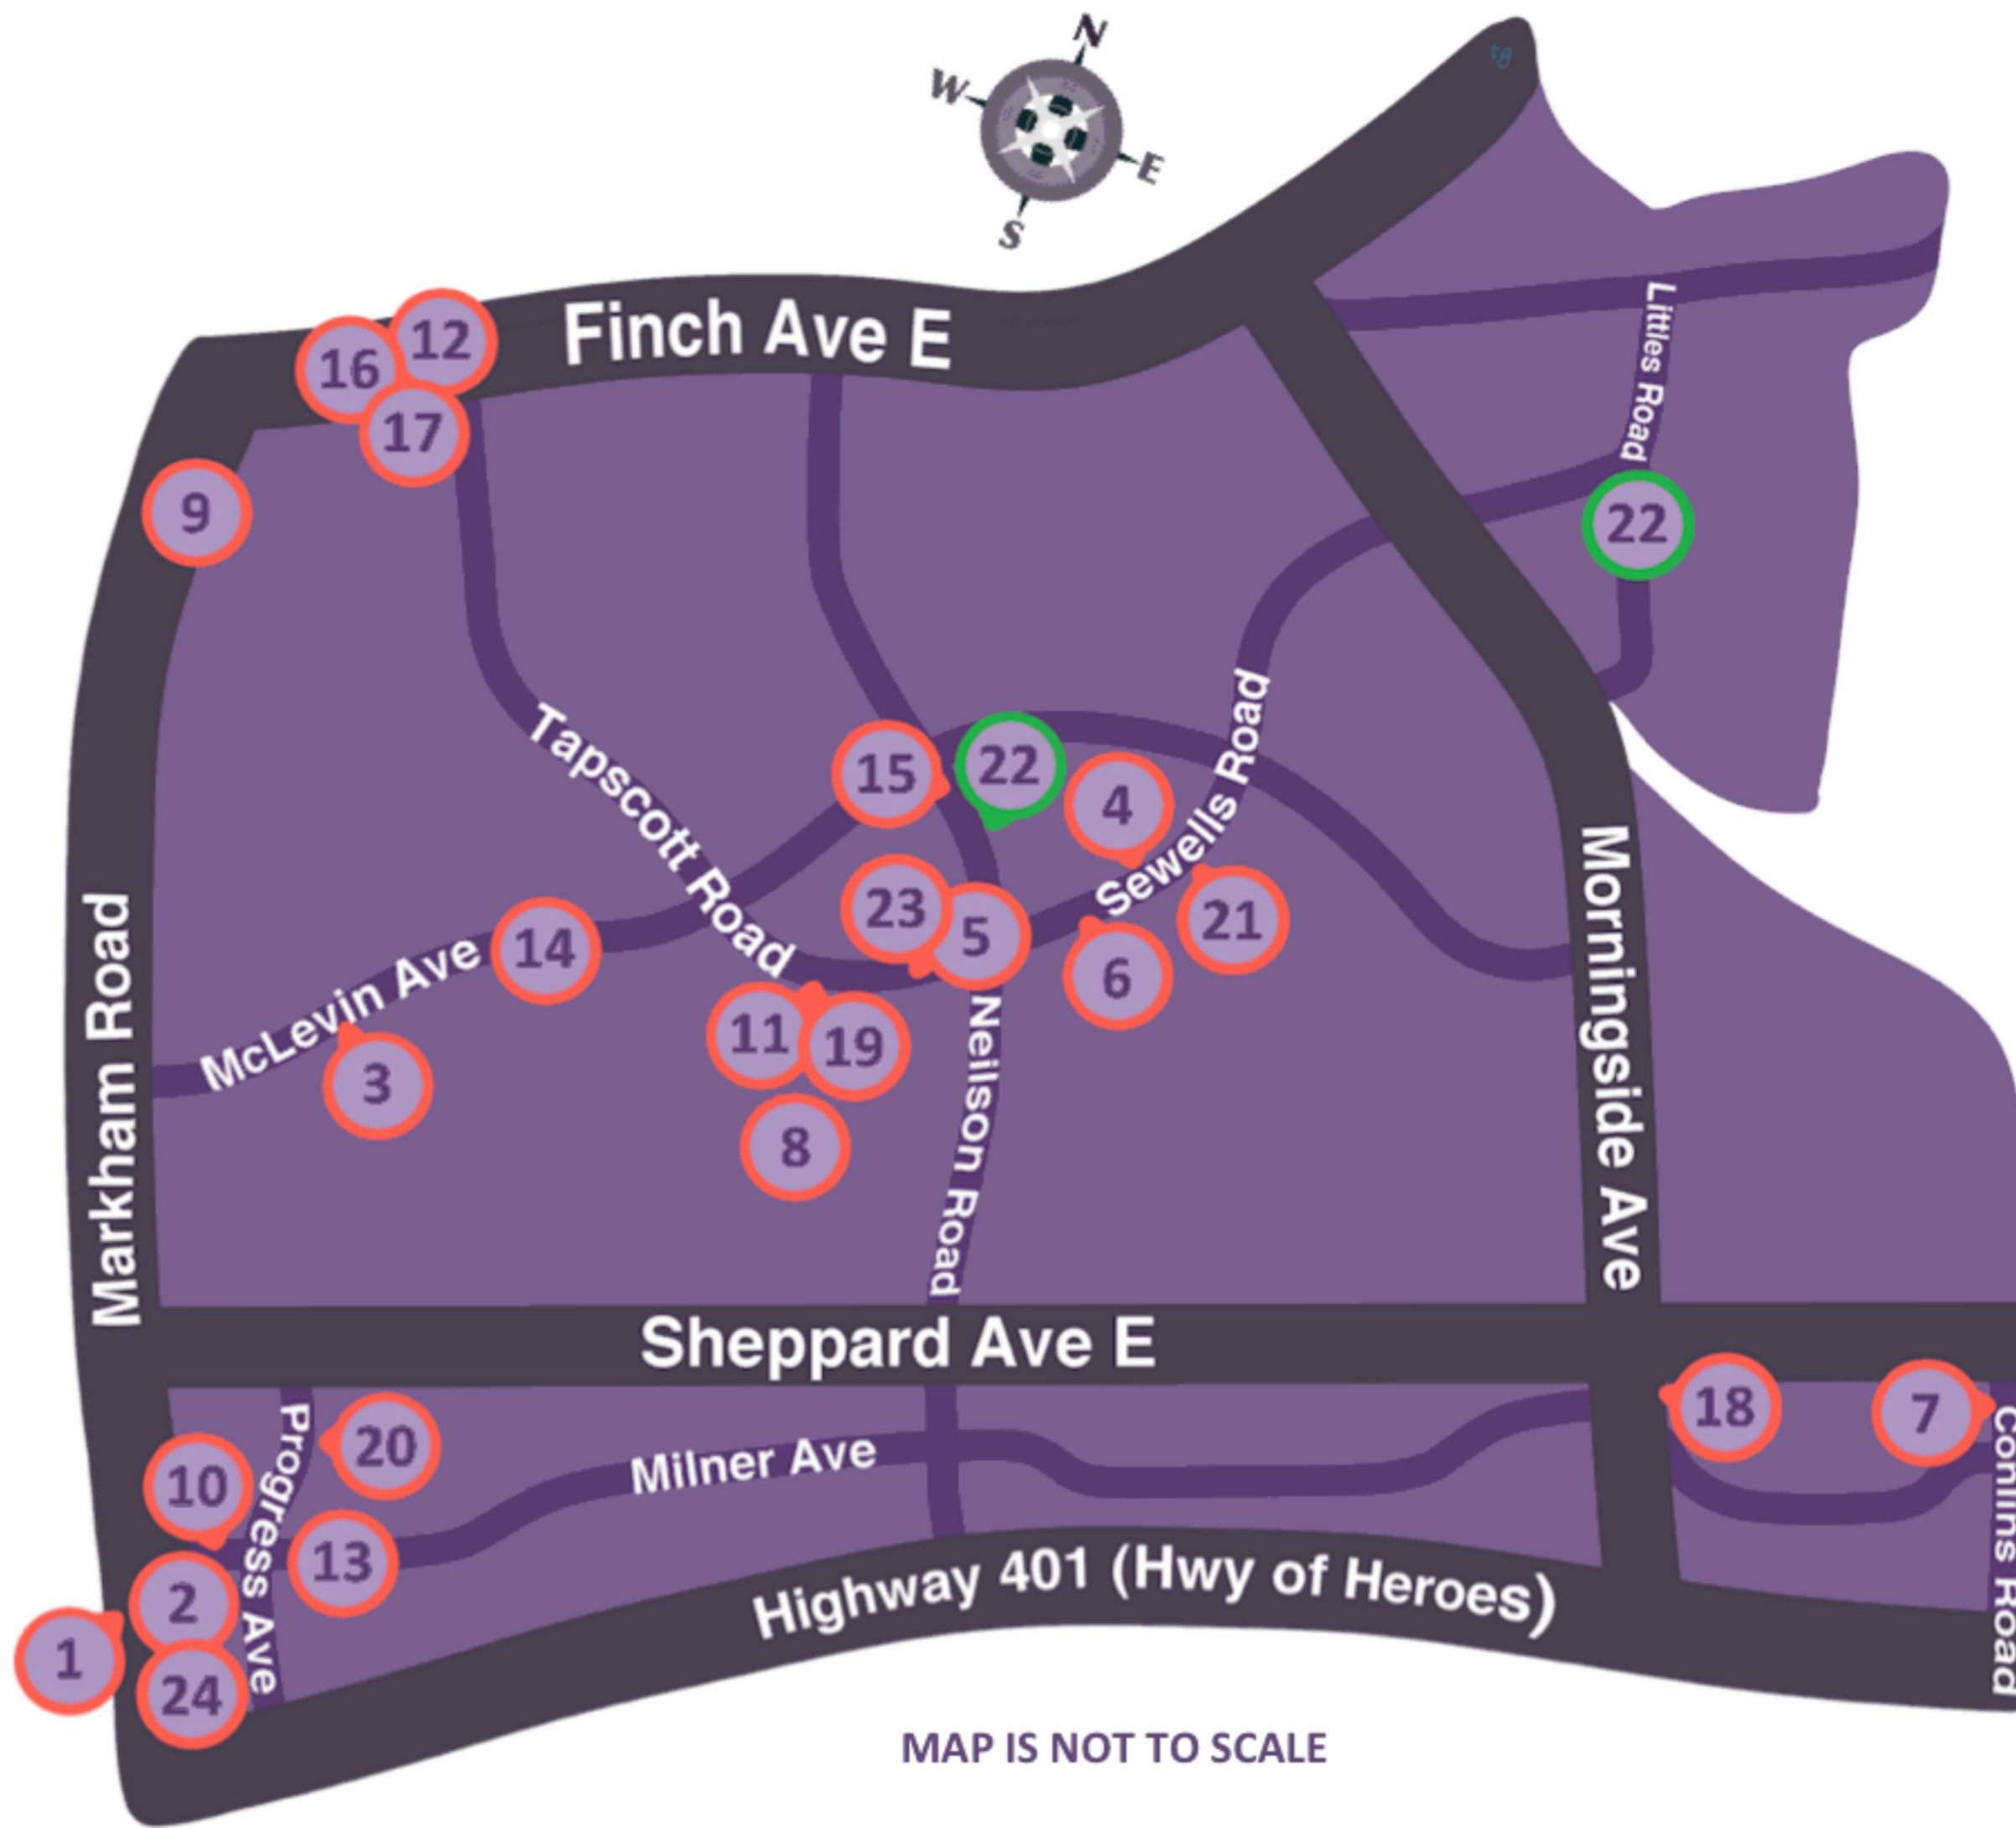 N
W
E
S
Finch Ave E
12
16
17
9
Littles Road
22
Tapscott Road
15
22
4
Sewells Road
21
23
5
6
McLevin Ave
14
3
11
19
8
Neilson Road
Markham Road
Morningside Ave
Sheppard Ave E
18
7
Conlins Road
Progress Ave
20
10
13
Milner Ave
2
1
24
Highway 401 (Hwy of Heroes)
MAP IS NOT TO SCALE